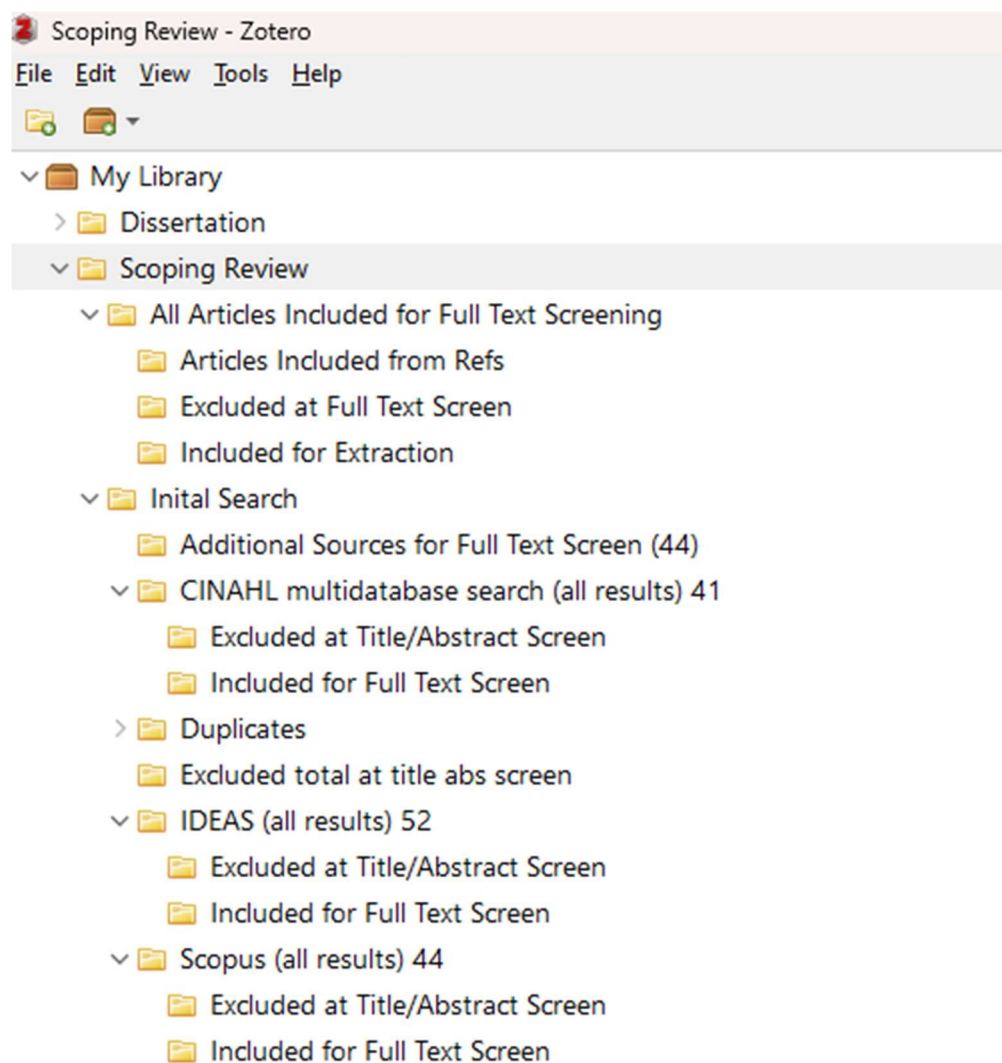 Scoping Review - Zotero
File Edit View Tools Help
My Library
Dissertation
Scoping Review
All Articles Included for Full Text Screening
Articles Included from Refs
Excluded at Full Text Screen
Included for Extraction
Inital Search
Additional Sources for Full Text Screen (44)
CINAHL multidatabase search (all results) 41
Excluded at Title/Abstract Screen
Included for Full Text Screen
Duplicates
Excluded total at title abs screen
IDEAS (all results) 52
Excluded at Title/Abstract Screen
Included for Full Text Screen
Scopus (all results) 44
Excluded at Title/Abstract Screen
Included for Full Text Screen